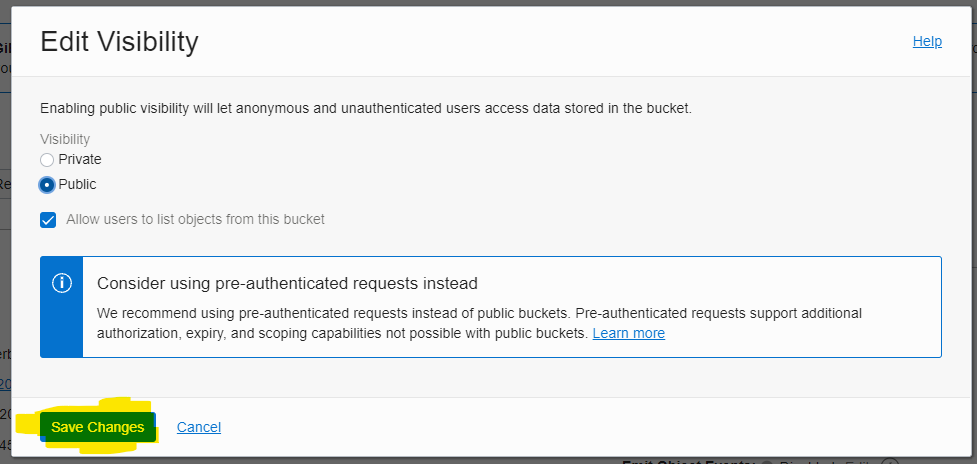 Edit Visibility
Help
Enabling public visibility will let anonymous and unauthenticated users access data stored in the bucket.
Visibility
Private
Public
Allow users to list objects from this bucket
Consider using pre-authenticated requests instead
We recommend using pre-authenticated requests instead of public buckets. Pre-authenticated requests support additional
authorization, expiry, and scoping capabilities not possible with public buckets. Learn more
Save Changes
Cancel